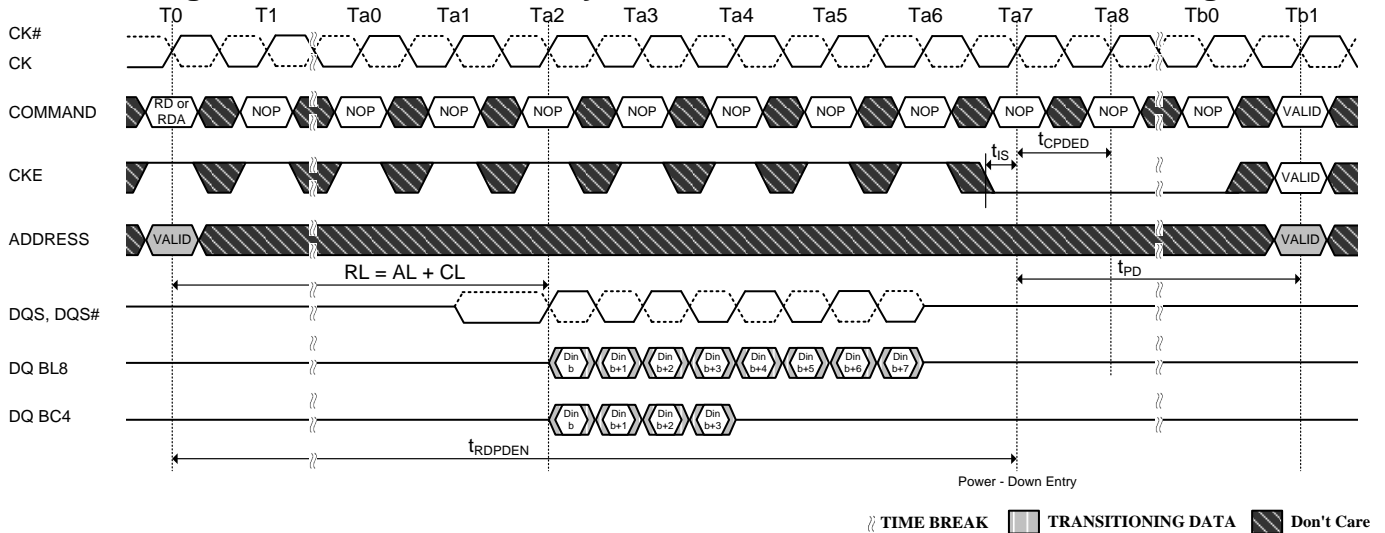 T0 T1 Ta0 Ta1 Ta2 Ta3 Ta4 Ta5 Ta6 Ta7 Ta8 Tb0 Tb1
CK#
CK
COMMAND
RD or
RDA
NOP NOP NOP NOP NOP NOP NOP NOP NOP NOP NOP VALID
tIS
tCPDED
CKE
VALID
ADDRESS
VALID
VALID
RL = AL + CL
tPD
DQS, DQS#
DQ BL8
Din Din Din Din Din Din Din Din
b b+1 b+2 b+3 b+4 b+5 b+6 b+7
DQ BC4
Din Din Din Din
b b+1 b+2 b+3
tRDPDEN
Power - Down Entry
TIME BREAK TRANSITIONING DATA Don't Care